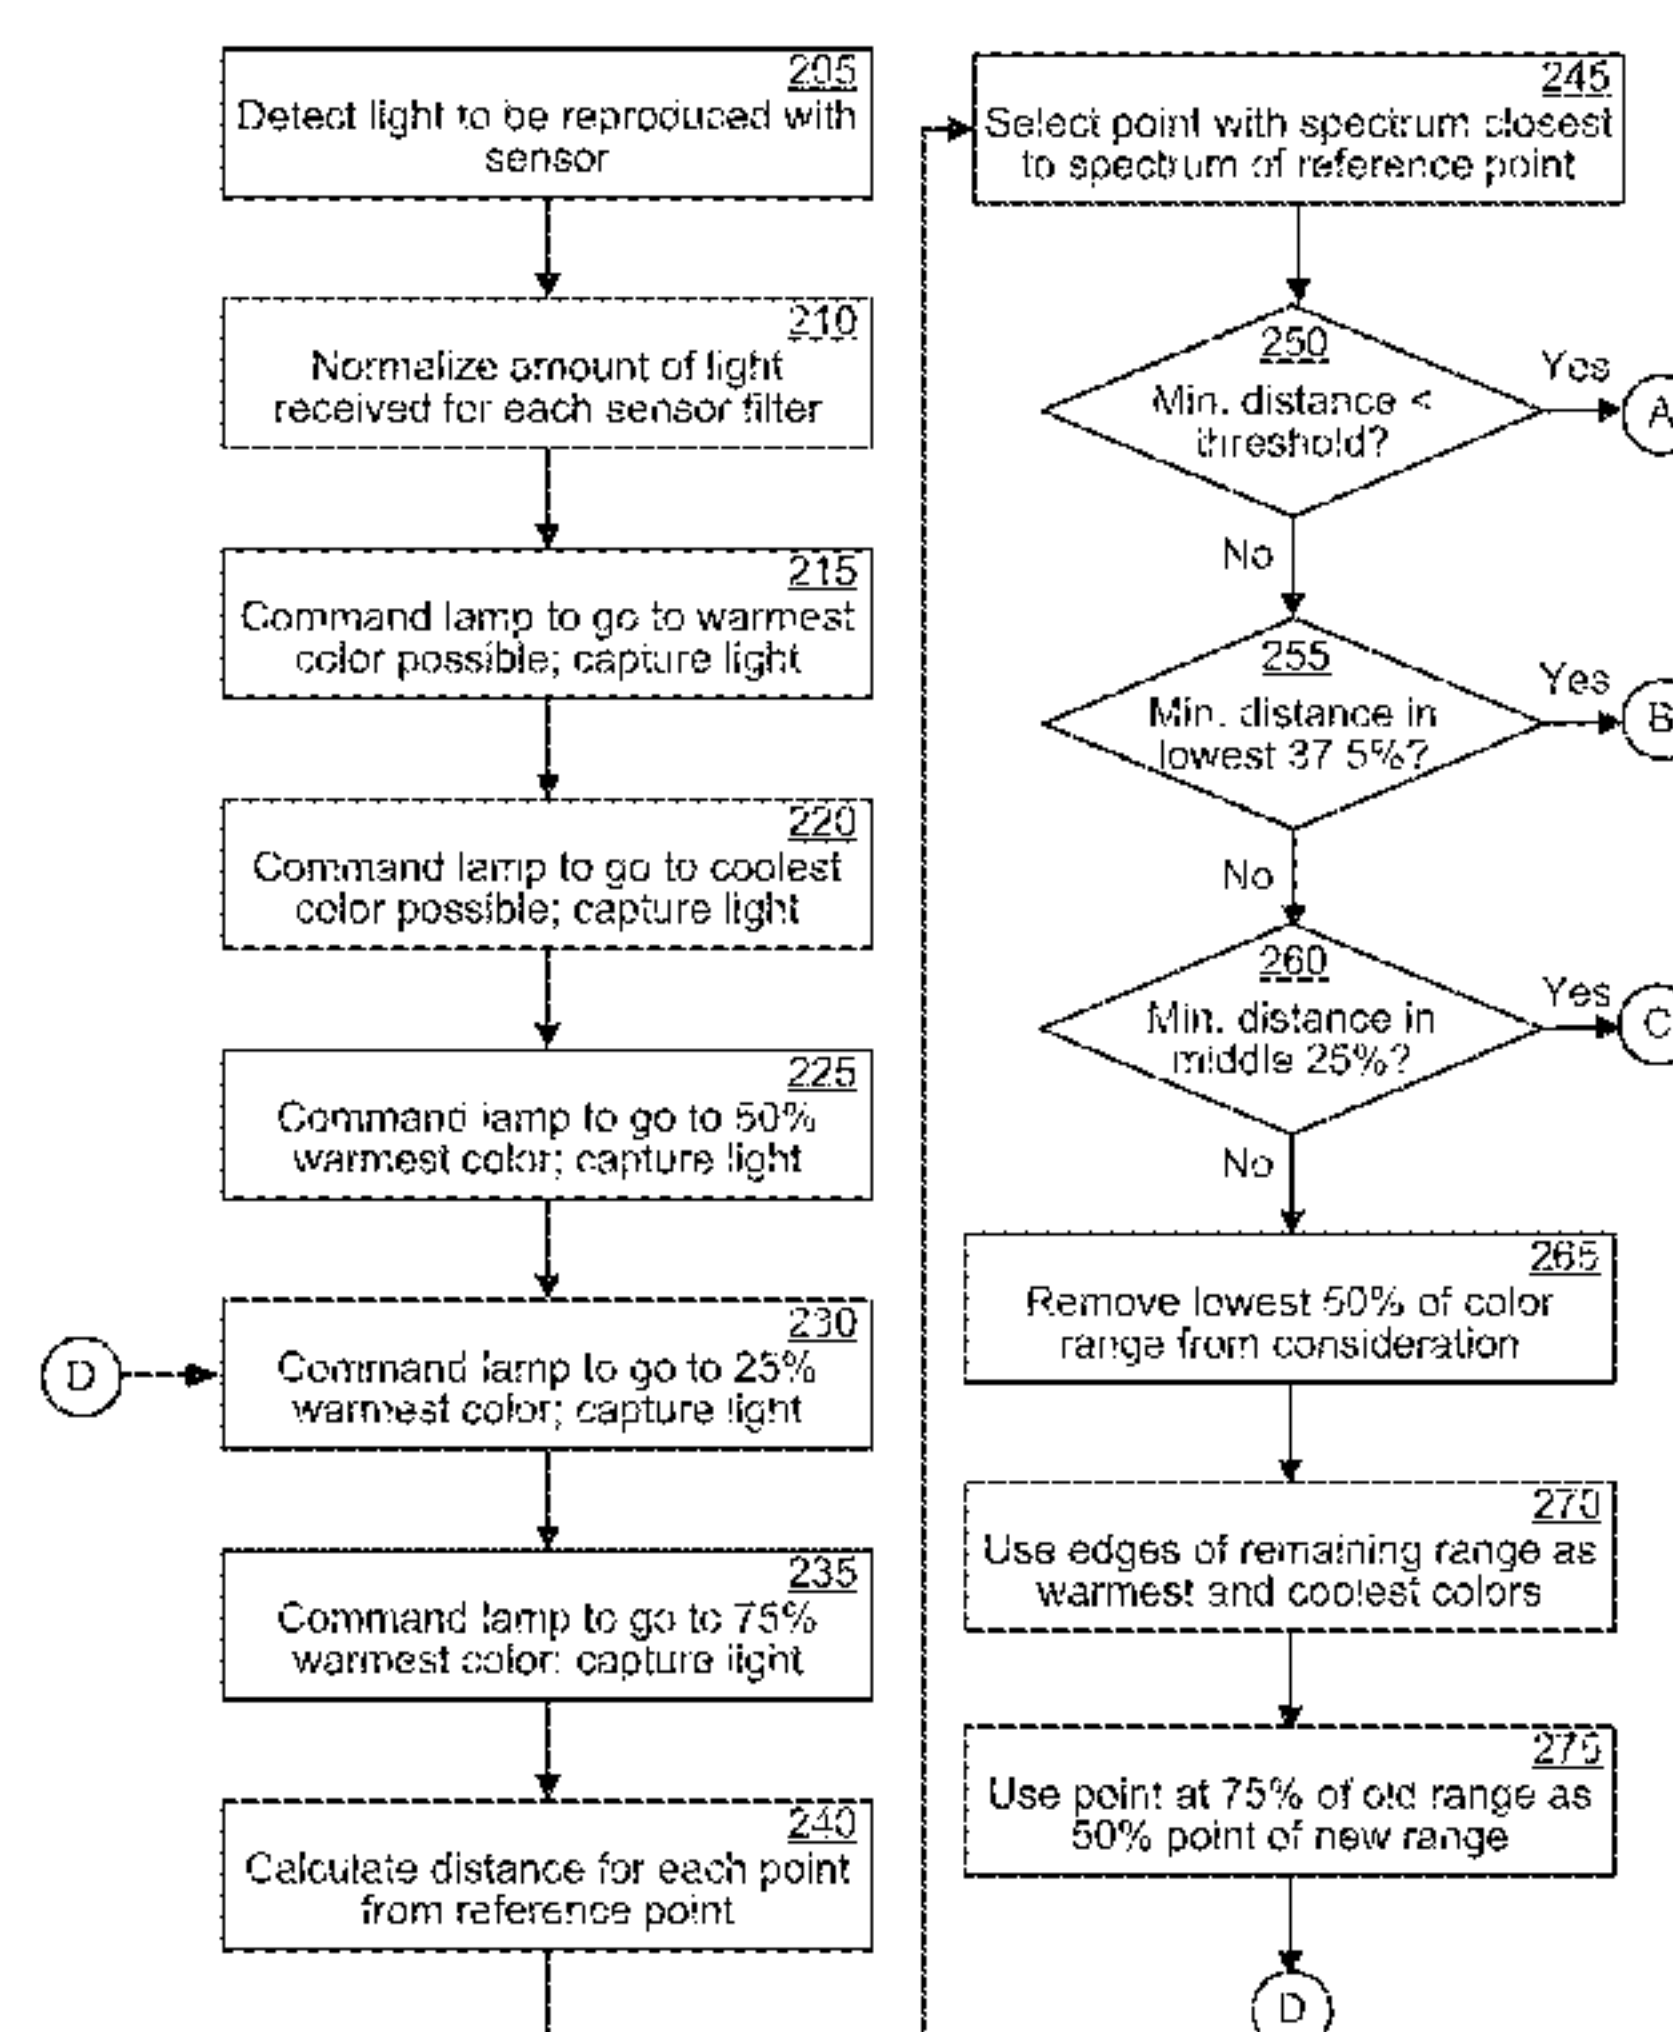 205
Detect light to be reproduced with
sensor
210
Normalize amount of light
received for each sensor filter
215
Command lamp to go to warmest
color possible; capture light
220
Command lamp to go to coolest
color possible; capture light
225
Command lamp to go to 50%
warmest color; capture light
D
230
Command lamp to go to 25%
warmest color; capture light
235
Command lamp to go to 75%
warmest color; capture light
240
Calculate distance for each point
from reference point
245
Select point with spectrum closest
to spectrum of reference point
250
Min. distance <
threshold?
Yes
A
No
255
Min. distance in
lowest 37.5%?
Yes
B
No
260
Min. distance in
middle 25%?
Yes
C
No
265
Remove lowest 50% of color
range from consideration
270
Use edges of remaining range as
warmest and coolest colors
275
Use point at 75% of old range as
50% point of new range
D